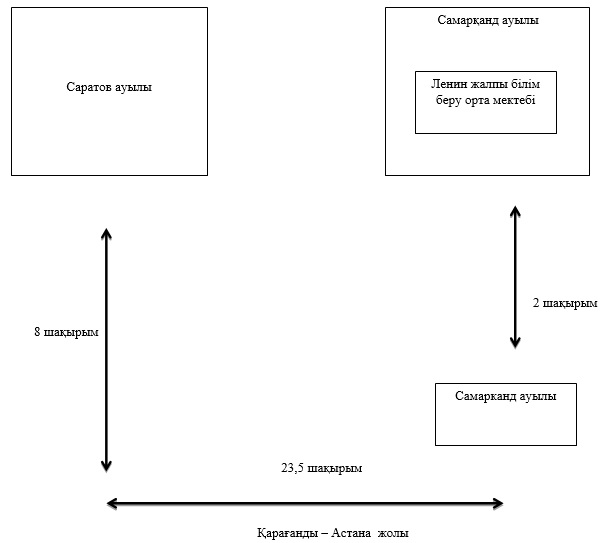 Самарқанд ауылы
Саратов ауылы
Ленин жалпы білім
беру орта мектебі
8 шақырым
2 шақырым
Самарканд ауылы
23,5 шақырым
Қарағанды – Астана жолы